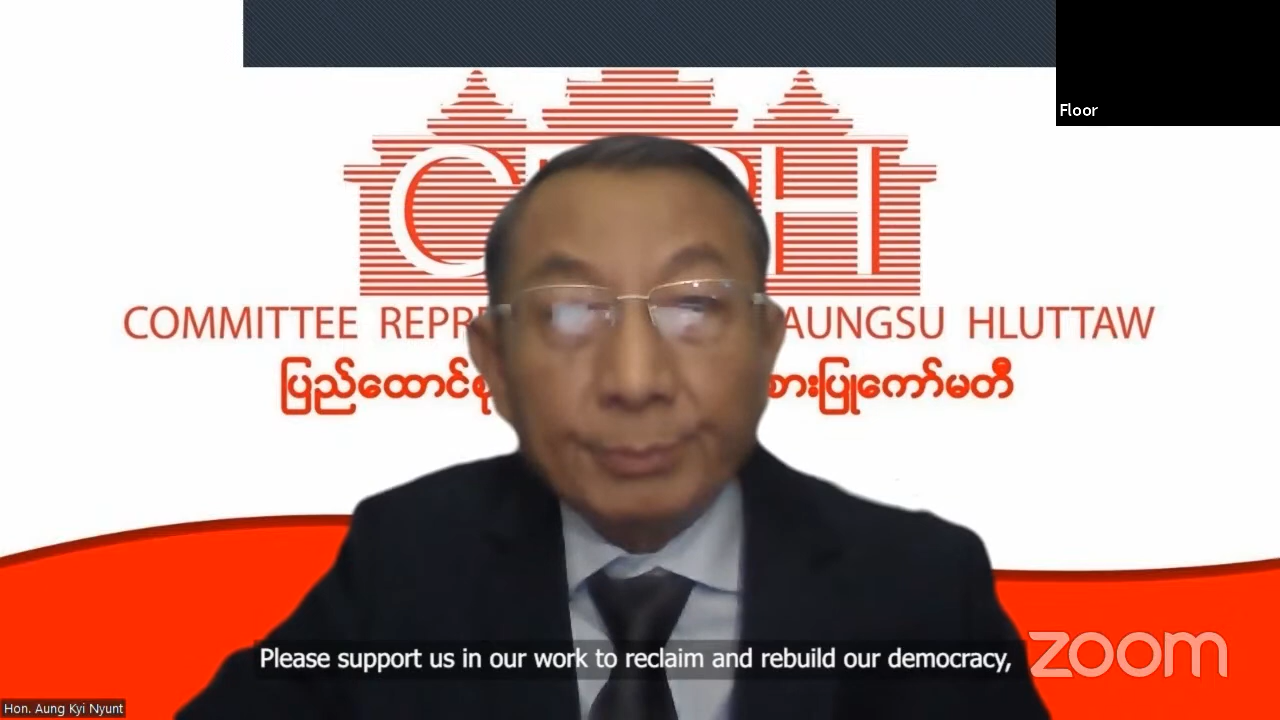 Floor
COMMITTEE AUNGSU HLUTTAW
ပြည်ထောင်စု စားပြုကော်မတီ
Please support us in our work to reclaim and rebuild our democracy,
zoom
Hon. Aung Kyi Nyunt